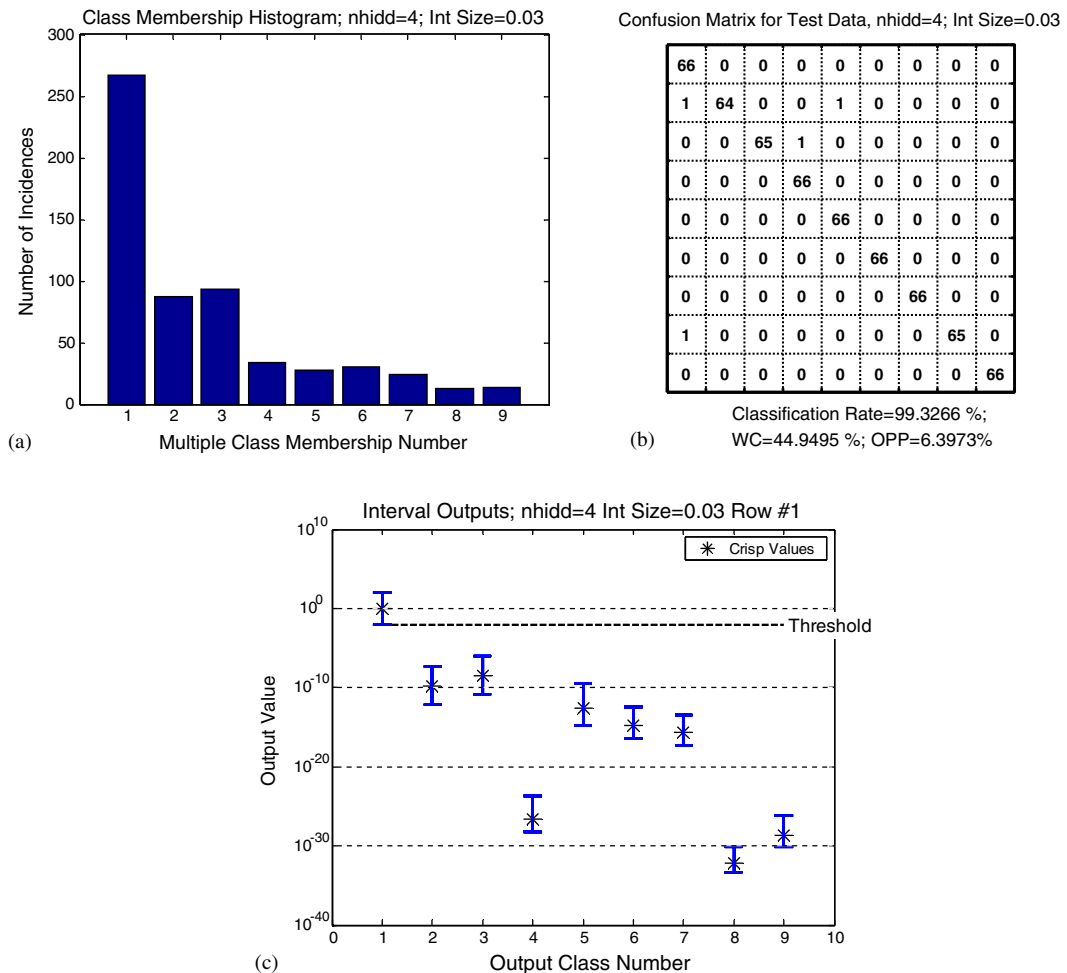 Class Membership Histogram; nhidd=4; Int Size=0.03
300
250
200
150
100
50
0
Number of Incidences
1 2 3 4 5 6 7 8 9
Multiple Class Membership Number
(a)
Confusion Matrix for Test Data, nhidd=4; Int Size=0.03
66 0 0 0 0 0 0 0 0
1 64 0 0 1 0 0 0 0
0 0 65 1 0 0 0 0 0
0 0 0 66 0 0 0 0 0
0 0 0 0 66 0 0 0 0
0 0 0 0 0 66 0 0 0
0 0 0 0 0 0 66 0 0
1 0 0 0 0 0 0 65 0
0 0 0 0 0 0 0 0 66
Classification Rate=99.3266 %;
WC=44.9495 %; OPP=6.3973%
(b)
Interval Outputs; nhidd=4 Int Size=0.03 Row #1
10^10
10^0
10^-10
10^-20
10^-30
10^-40
Output Value
Crisp Values
Threshold
0 1 2 3 4 5 6 7 8 9 10
Output Class Number
(c)